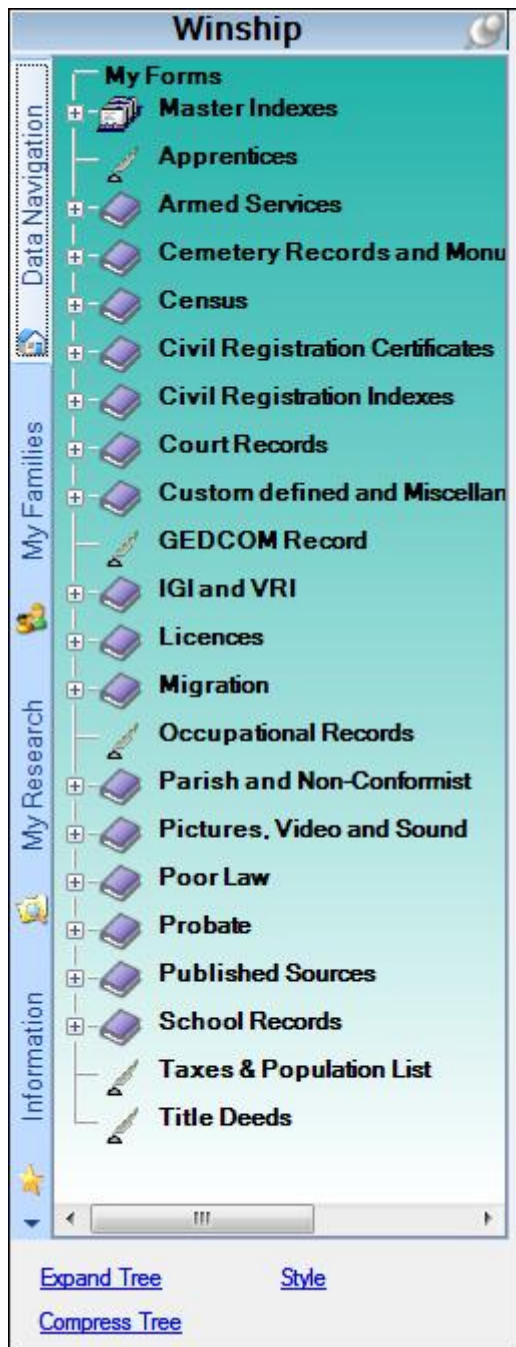 Winship
Data Navigation
My Families
My Research
Information
My Forms
Master Indexes
Apprentices
Armed Services
Cemetery Records and Monu
Census
Civil Registration Certificates
Civil Registration Indexes
Court Records
Custom defined and Miscellan
GEDCOM Record
IGI and VRI
Licences
Migration
Occupational Records
Parish and Non-Conformist
Pictures, Video and Sound
Poor Law
Probate
Published Sources
School Records
Taxes & Population List
Title Deeds
Expand Tree Style
Compress Tree